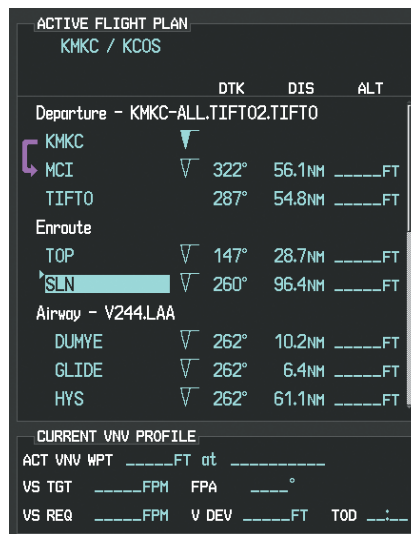 ACTIVE FLIGHT PLAN
KMKC / KCOS
DTK DIS ALT
Departure - KMKC-ALL.TIFTO2.TIFTO
KMKC
MCI 322° 56.1NM _____FT
TIFTO 287° 54.8NM _____FT
Enroute
TOP 147° 28.7NM _____FT
SLN 260° 96.4NM _____FT
Airway - V244.LAA
DUMYE 262° 10.2NM _____FT
GLIDE 262° 6.4NM _____FT
HYS 262° 61.1NM _____FT
CURRENT VNV PROFILE
ACT VNV WPT _____FT at __________
VS TGT _____FPM FPA ____°
VS REQ _____FPM V DEV _____FT TOD __:__